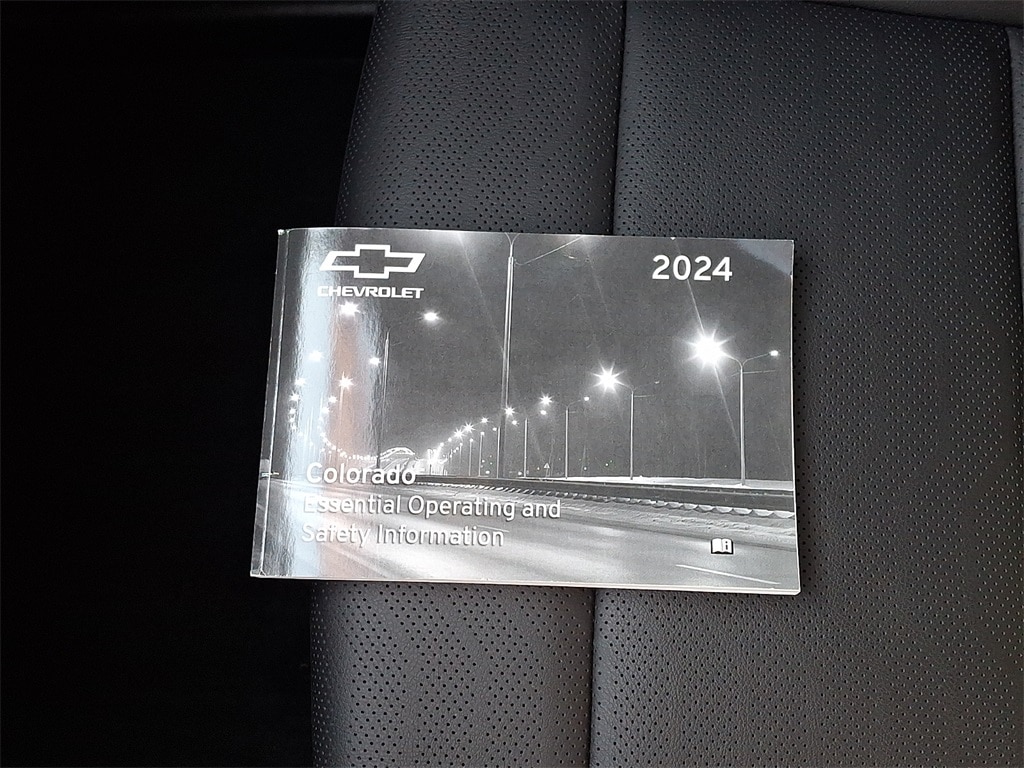 CHEVROLET
2024
Colorado
Essential Operating and
Safety Information